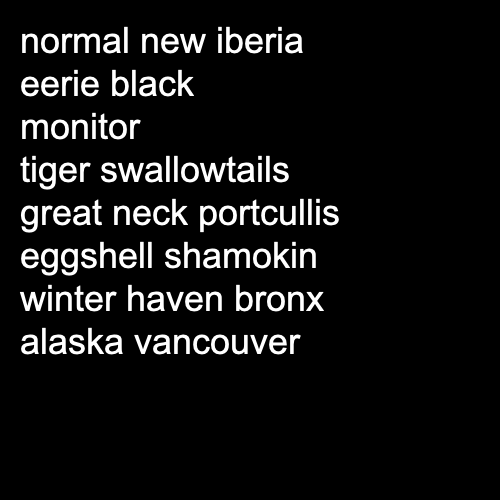 normal new iberia
eerie black
monitor
tiger swallowtails
great neck portcullis
eggshell shamokin
winter haven bronx
alaska vancouver